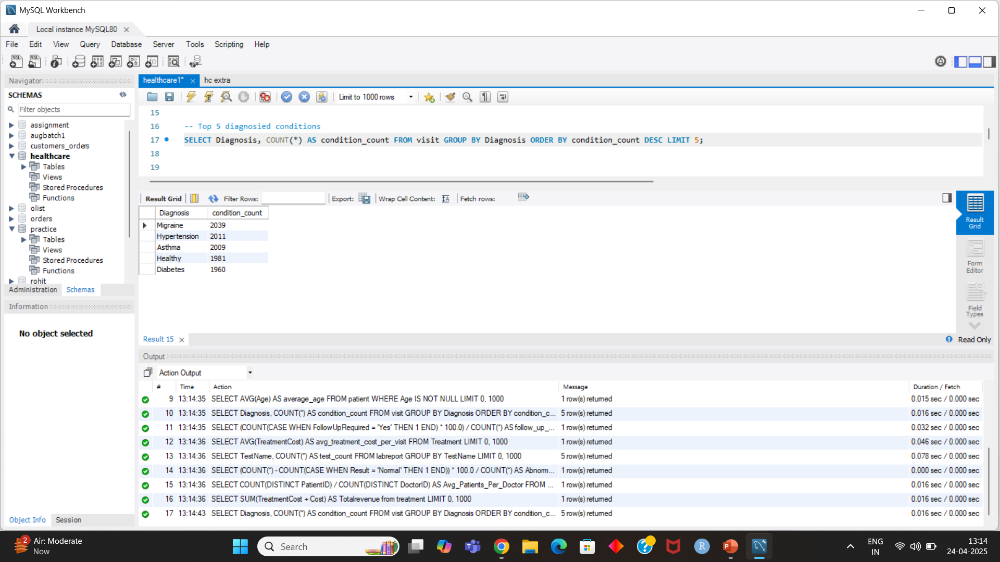 MySQL Workbench
Local instance MySQL80
File Edit View Query Database Server Tools Scripting Help
Navigator
SCHEMAS
Filter objects
assignment
augbatch1
customers_orders
healthcare
Tables
Views
Stored Procedures
Functions
olist
orders
practice
Tables
Views
Stored Procedures
Functions
rohit
Administration Schemas
Information
No object selected
Object Info Session
healthcare1* hc extra
Limit to 1000 rows
15
16 -- Top 5 diagnosied conditions
17 SELECT Diagnosis, COUNT(*) AS condition_count FROM visit GROUP BY Diagnosis ORDER BY condition_count DESC LIMIT 5;
18
19
Result Grid Filter Rows: Export: Wrap Cell Content: Fetch rows:
Diagnosis condition_count
Migraine 2039
Hypertension 2011
Asthma 2009
Healthy 1981
Diabetes 1960
Result Grid
Form Editor
Field Types
Result 15
Read Only
Output
Action Output
# Time Action Message Duration / Fetch
9 13:14:35 SELECT AVG(Age) AS average_age FROM patient WHERE Age IS NOT NULL LIMIT 0, 1000 1 row(s) returned 0.015 sec / 0.000 sec
10 13:14:35 SELECT Diagnosis, COUNT(*) AS condition_count FROM visit GROUP BY Diagnosis ORDER BY condition_c... 5 row(s) returned 0.016 sec / 0.000 sec
11 13:14:35 SELECT (COUNT(CASE WHEN FollowUpRequired = 'Yes' THEN 1 END) * 100.0) / COUNT(*) AS follow_up_... 1 row(s) returned 0.032 sec / 0.000 sec
12 13:14:36 SELECT AVG(TreatmentCost) AS avg_treatment_cost_per_visit FROM Treatment LIMIT 0, 1000 1 row(s) returned 0.046 sec / 0.000 sec
13 13:14:36 SELECT TestName, COUNT(*) AS test_count FROM labreport GROUP BY TestName LIMIT 0, 1000 5 row(s) returned 0.078 sec / 0.000 sec
14 13:14:36 SELECT (COUNT(*) - COUNT(CASE WHEN Result = 'Normal' THEN 1 END)) * 100.0 / COUNT(*) AS Abnorm... 1 row(s) returned 0.000 sec / 0.000 sec
15 13:14:36 SELECT COUNT(DISTINCT PatientID) / COUNT(DISTINCT DoctorID) AS Avg_Patients_Per_Doctor FROM ... 1 row(s) returned 0.016 sec / 0.000 sec
16 13:14:36 SELECT SUM(TreatmentCost + Cost) AS Totalrevenue from treatment LIMIT 0, 1000 1 row(s) returned 0.016 sec / 0.000 sec
17 13:14:43 SELECT Diagnosis, COUNT(*) AS condition_count FROM visit GROUP BY Diagnosis ORDER BY condition_c... 5 row(s) returned 0.016 sec / 0.000 sec
2 Air: Moderate
Now
Search
ENG
IN
13:14
24-04-2025